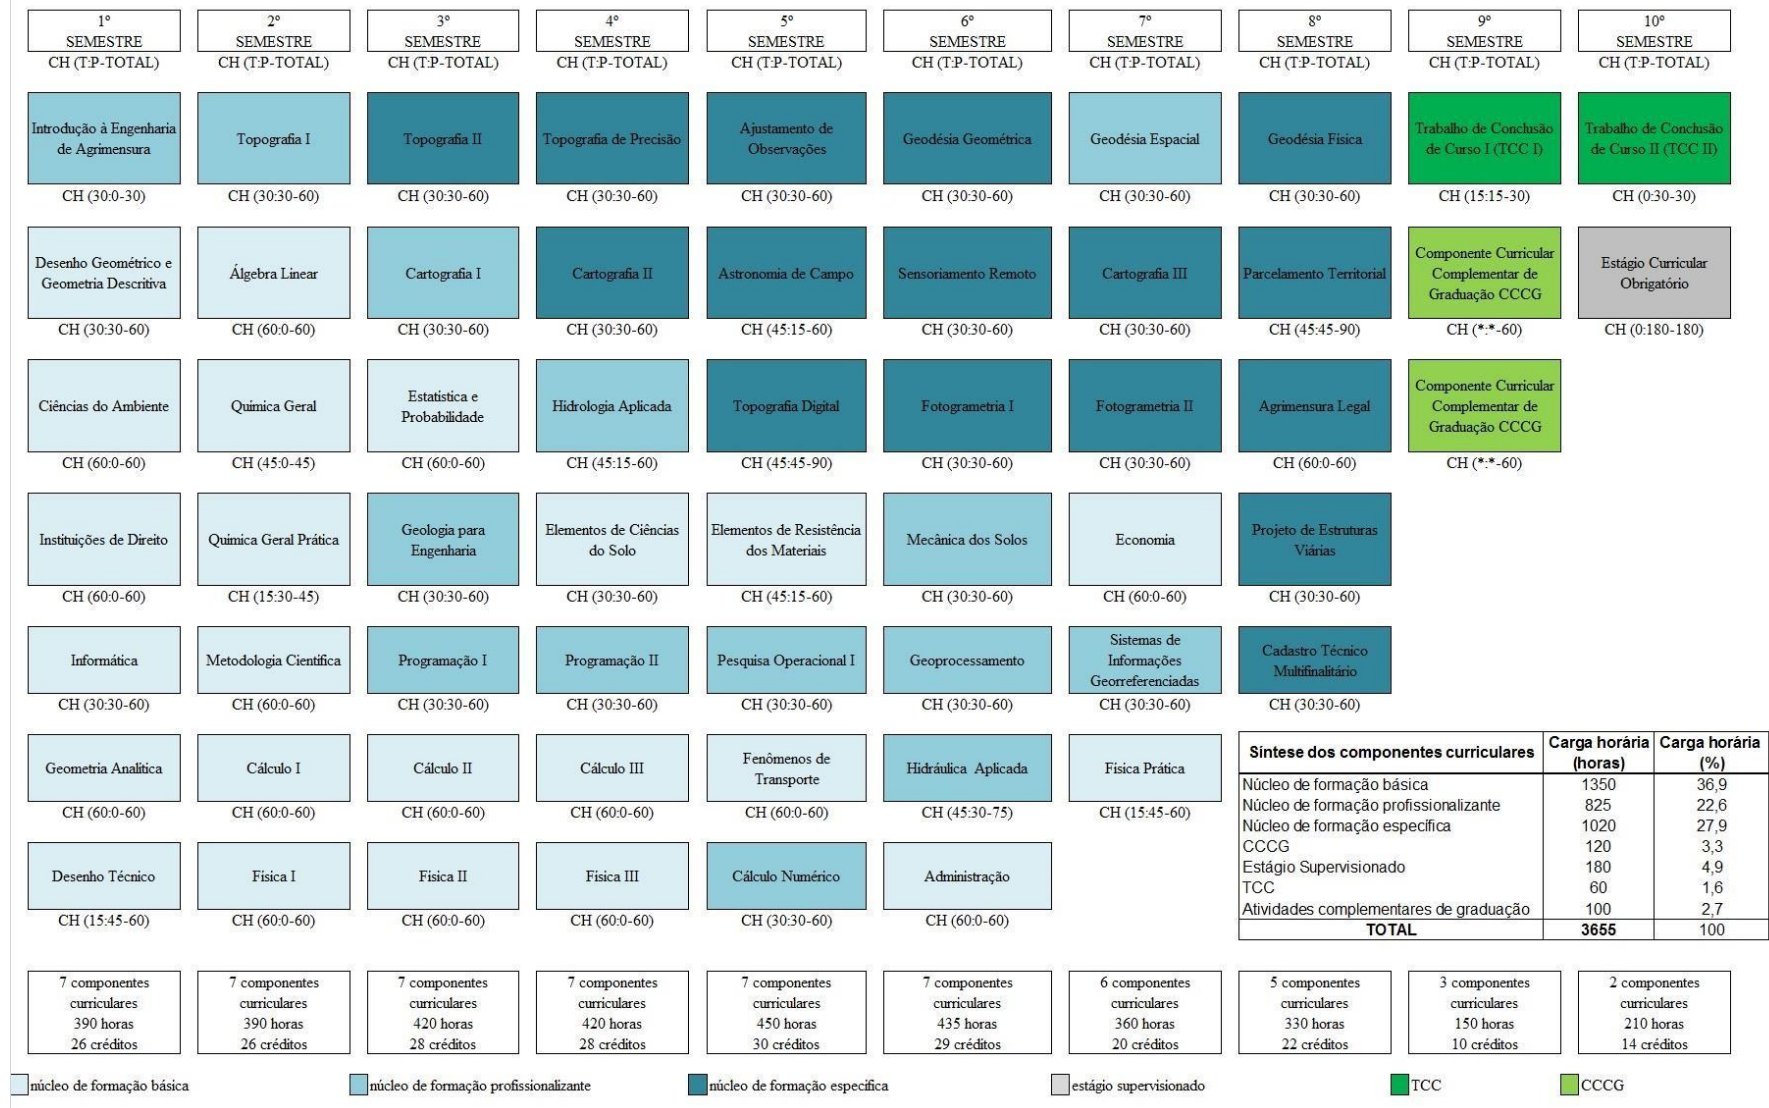 1º
SEMESTRE
CH (T:P-TOTAL)
2º
SEMESTRE
CH (T:P-TOTAL)
3º
SEMESTRE
CH (T:P-TOTAL)
4º
SEMESTRE
CH (T:P-TOTAL)
5º
SEMESTRE
CH (T:P-TOTAL)
6º
SEMESTRE
CH (T:P-TOTAL)
7º
SEMESTRE
CH (T:P-TOTAL)
8º
SEMESTRE
CH (T:P-TOTAL)
9º
SEMESTRE
CH (T:P-TOTAL)
10º
SEMESTRE
CH (T:P-TOTAL)
Introdução à Engenharia
de Agrimensura
CH (30:0-30)
Topografia I
CH (30:30-60)
Topografia II
CH (30:30-60)
Topografia de Precisão
CH (30:30-60)
Ajustamento de
Observações
CH (30:30-60)
Geodésia Geométrica
CH (30:30-60)
Geodésia Espacial
CH (30:30-60)
Geodésia Física
CH (30:30-60)
Trabalho de Conclusão
de Curso I (TCC I)
CH (15:15-30)
Trabalho de Conclusão
de Curso II (TCC II)
CH (0:30-30)
Desenho Geométrico e
Geometria Descritiva
CH (30:30-60)
Álgebra Linear
CH (60:0-60)
Cartografia I
CH (30:30-60)
Cartografia II
CH (30:30-60)
Astronomia de Campo
CH (45:15-60)
Sensoriamento Remoto
CH (30:30-60)
Cartografia III
CH (30:30-60)
Parcelamento Territorial
CH (45:45-90)
Componente Curricular
Complementar de
Graduação CCCG
CH (*:*-60)
Estágio Curricular
Obrigatório
CH (0:180-180)
Ciências do Ambiente
CH (60:0-60)
Química Geral
CH (45:0-45)
Estatística e
Probabilidade
CH (60:0-60)
Hidrologia Aplicada
CH (45:15-60)
Topografia Digital
CH (45:45-90)
Fotogrametria I
CH (30:30-60)
Fotogrametria II
CH (30:30-60)
Agrimensura Legal
CH (60:0-60)
Componente Curricular
Complementar de
Graduação CCCG
CH (*:*-60)
Instituições de Direito
CH (60:0-60)
Química Geral Prática
CH (15:30-45)
Geologia para
Engenharia
CH (30:30-60)
Elementos de Ciências
do Solo
CH (30:30-60)
Elementos de Resistência
dos Materiais
CH (45:15-60)
Mecânica dos Solos
CH (30:30-60)
Economia
CH (60:0-60)
Projeto de Estruturas
Viárias
CH (30:30-60)
Informática
CH (30:30-60)
Metodologia Científica
CH (60:0-60)
Programação I
CH (30:30-60)
Programação II
CH (30:30-60)
Pesquisa Operacional I
CH (30:30-60)
Geoprocessamento
CH (30:30-60)
Sistemas de
Informações
Georreferenciadas
CH (30:30-60)
Cadastro Técnico
Multifinalitário
CH (30:30-60)
Geometria Analítica
CH (60:0-60)
Cálculo I
CH (60:0-60)
Cálculo II
CH (60:0-60)
Cálculo III
CH (60:0-60)
Fenômenos de
Transporte
CH (60:0-60)
Hidráulica Aplicada
CH (45:30-75)
Física Prática
CH (15:45-60)
Desenho Técnico
CH (15:45-60)
Física I
CH (60:0-60)
Física II
CH (60:0-60)
Física III
CH (60:0-60)
Cálculo Numérico
CH (30:30-60)
Administração
CH (60:0-60)
Síntese dos componentes curriculares Carga horária (horas) Carga horária (%)
Núcleo de formação básica 1350 36,9
Núcleo de formação profissionalizante 825 22,6
Núcleo de formação específica 1020 27,9
CCCG 120 3,3
Estágio Supervisionado 180 4,9
TCC 60 1,6
Atividades complementares de graduação 100 2,7
TOTAL 3655 100
7 componentes
curriculares
390 horas
26 créditos
7 componentes
curriculares
390 horas
26 créditos
7 componentes
curriculares
420 horas
28 créditos
7 componentes
curriculares
420 horas
28 créditos
7 componentes
curriculares
450 horas
30 créditos
7 componentes
curriculares
435 horas
29 créditos
6 componentes
curriculares
360 horas
20 créditos
5 componentes
curriculares
330 horas
22 créditos
3 componentes
curriculares
150 horas
10 créditos
2 componentes
curriculares
210 horas
14 créditos
núcleo de formação básica
núcleo de formação profissionalizante
núcleo de formação específica
estágio supervisionado
TCC
CCCG